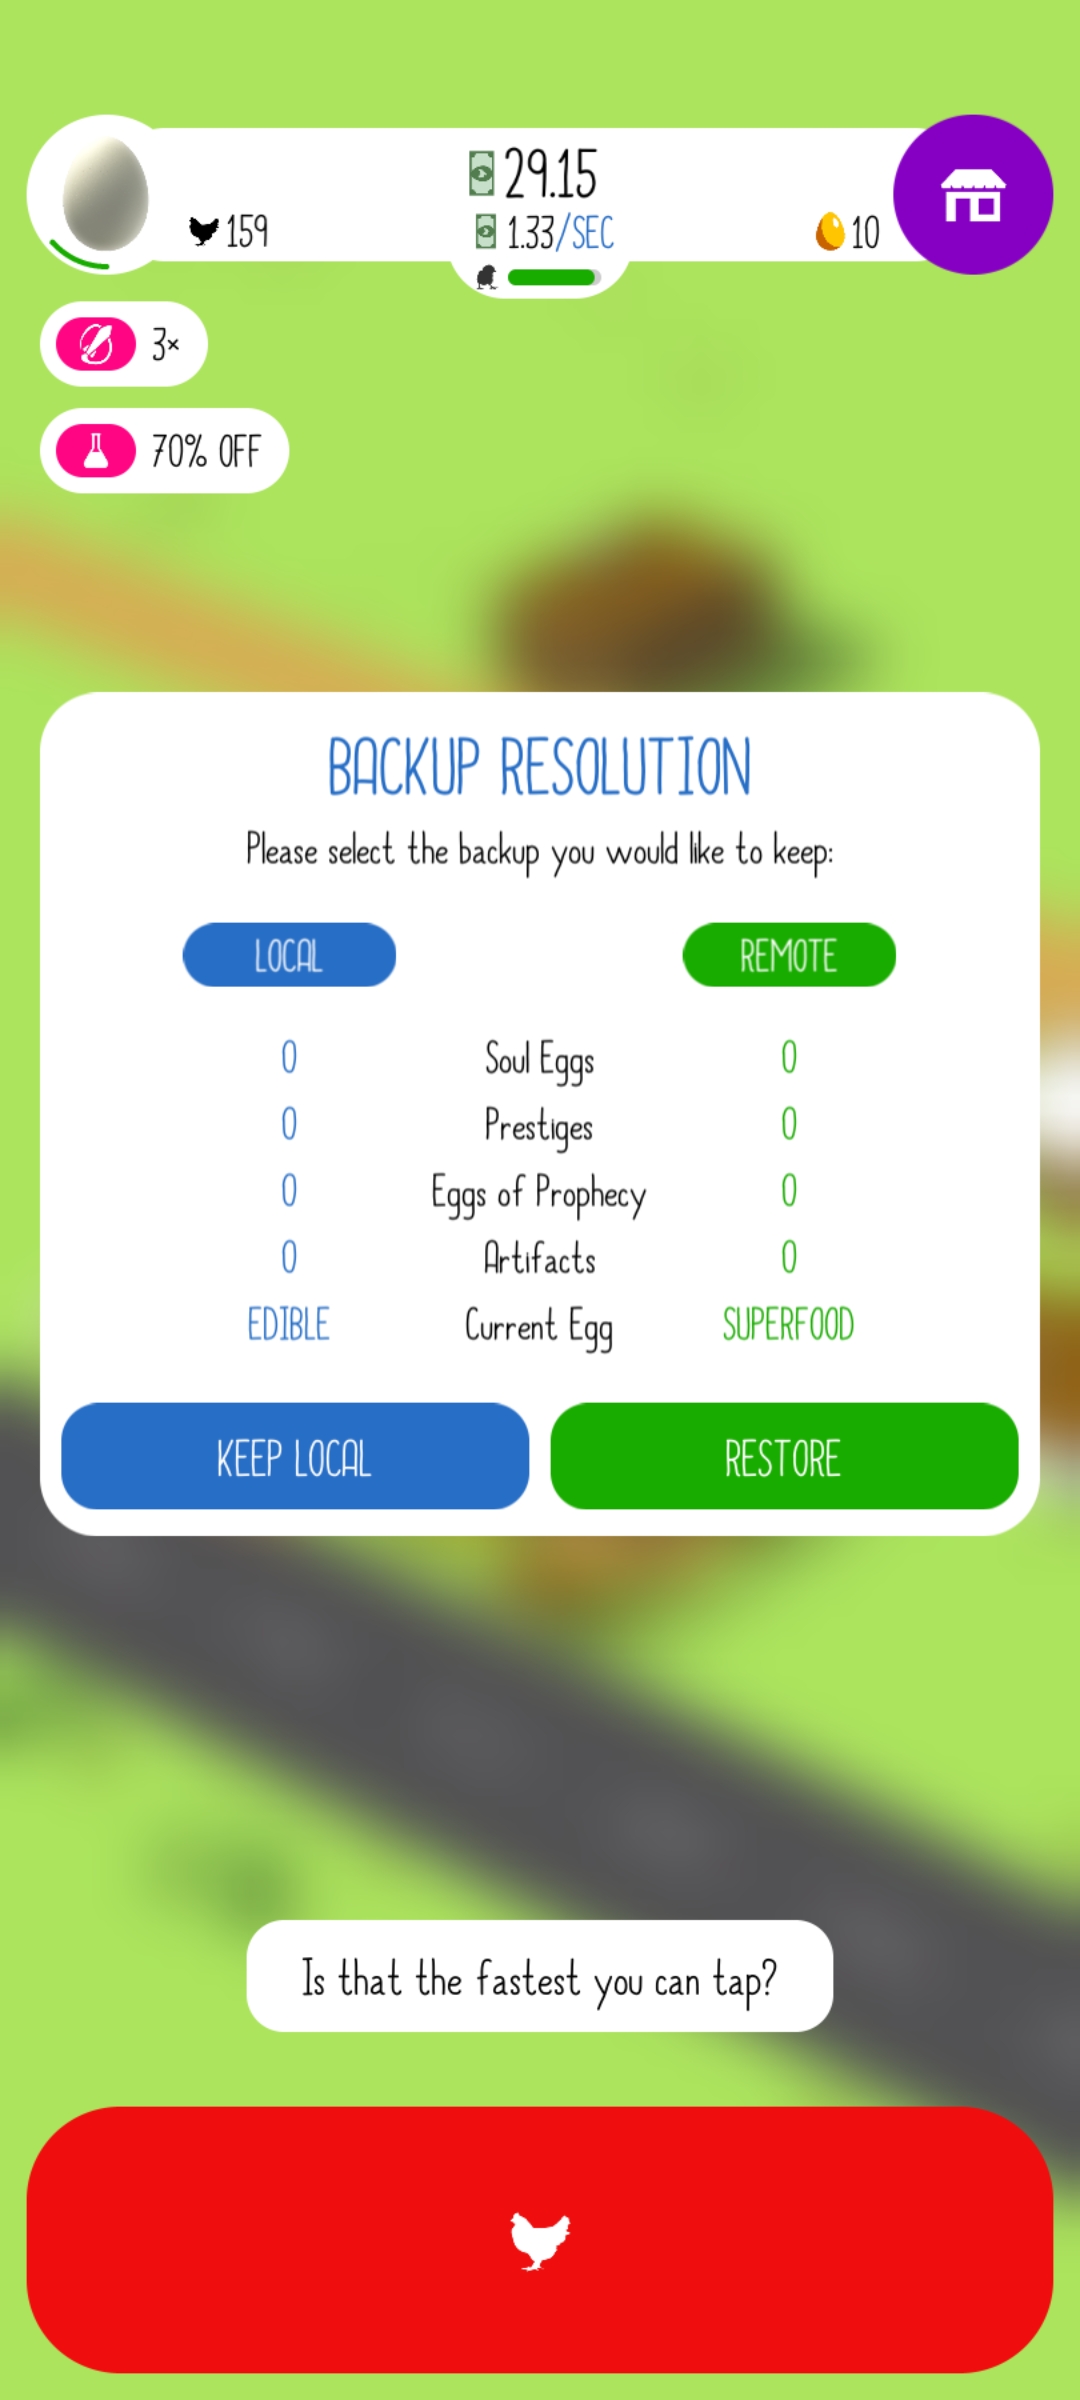 29.15
159
1.33/SEC
10
3×
70% OFF
BACKUP RESOLUTION
Please select the backup you would like to keep:
LOCAL
REMOTE
0 Soul Eggs 0
0 Prestiges 0
0 Eggs of Prophecy 0
0 Artifacts 0
EDIBLE Current Egg SUPERFOOD
KEEP LOCAL
RESTORE
Is that the fastest you can tap?